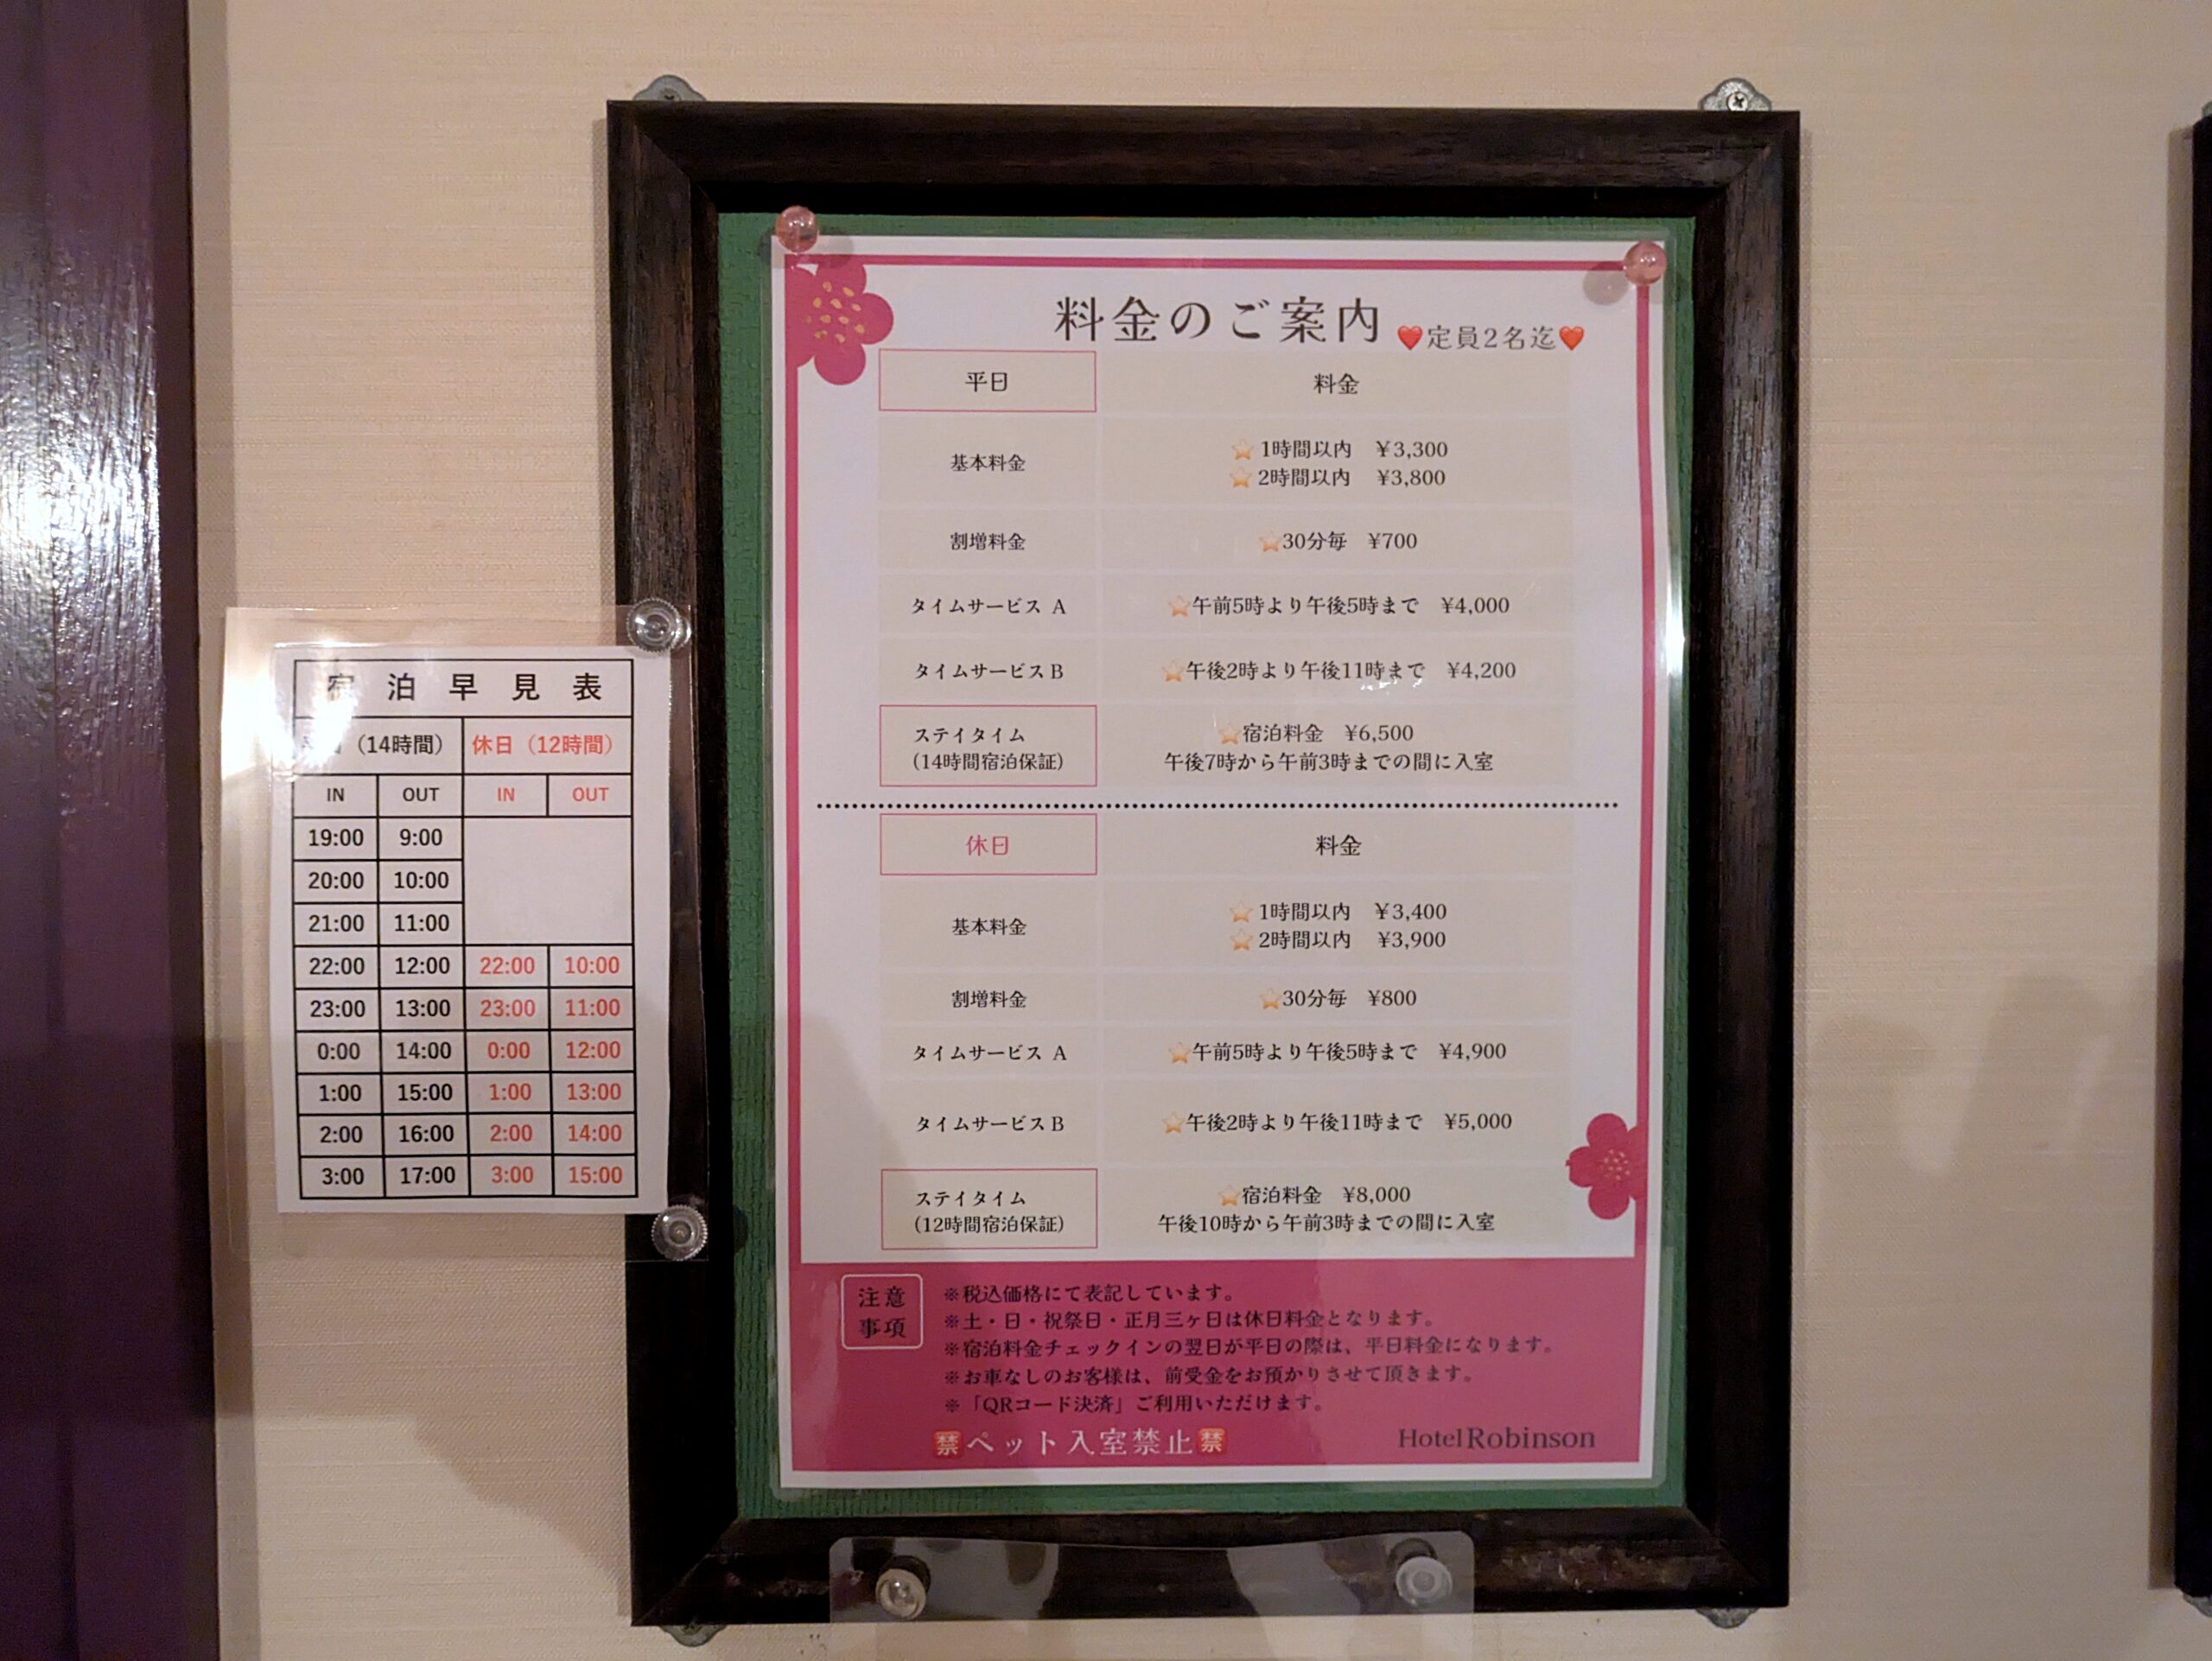 宿泊早見表
（14時間） 休日（12時間）
IN OUT IN OUT
19:00 9:00
20:00 10:00
21:00 11:00
22:00 12:00 22:00 10:00
23:00 13:00 23:00 11:00
0:00 14:00 0:00 12:00
1:00 15:00 1:00 13:00
2:00 16:00 2:00 14:00
3:00 17:00 3:00 15:00
料金のご案内 ❤️定員2名迄❤️
平日 料金
基本料金
⭐1時間以内 ¥3,300
⭐2時間以内 ¥3,800
割増料金 ⭐30分毎 ¥700
タイムサービス A ⭐午前5時より午後5時まで ¥4,000
タイムサービスB ⭐午後2時より午後11時まで ¥4,200
ステイタイム ⭐宿泊料金 ¥6,500
（14時間宿泊保証） 午後7時から午前3時までの間に入室
休日 料金
基本料金
⭐1時間以内 ¥3,400
⭐2時間以内 ¥3,900
割増料金 ⭐30分毎 ¥800
タイムサービス A ⭐午前5時より午後5時まで ¥4,900
タイムサービスB ⭐午後2時より午後11時まで ¥5,000
ステイタイム ⭐宿泊料金 ¥8,000
（12時間宿泊保証） 午後10時から午前3時までの間に入室
注意
事項
※税込価格にて表記しています。
※土・日・祝祭日・正月三ヶ日は休日料金となります。
※宿泊料金チェックインの翌日が平日の際は、平日料金になります。
※お車なしのお客様は、前受金をお預かりさせて頂きます。
※「QRコード決済」ご利用いただけます。
🈲ペット入室禁止🈲
Hotel Robinson